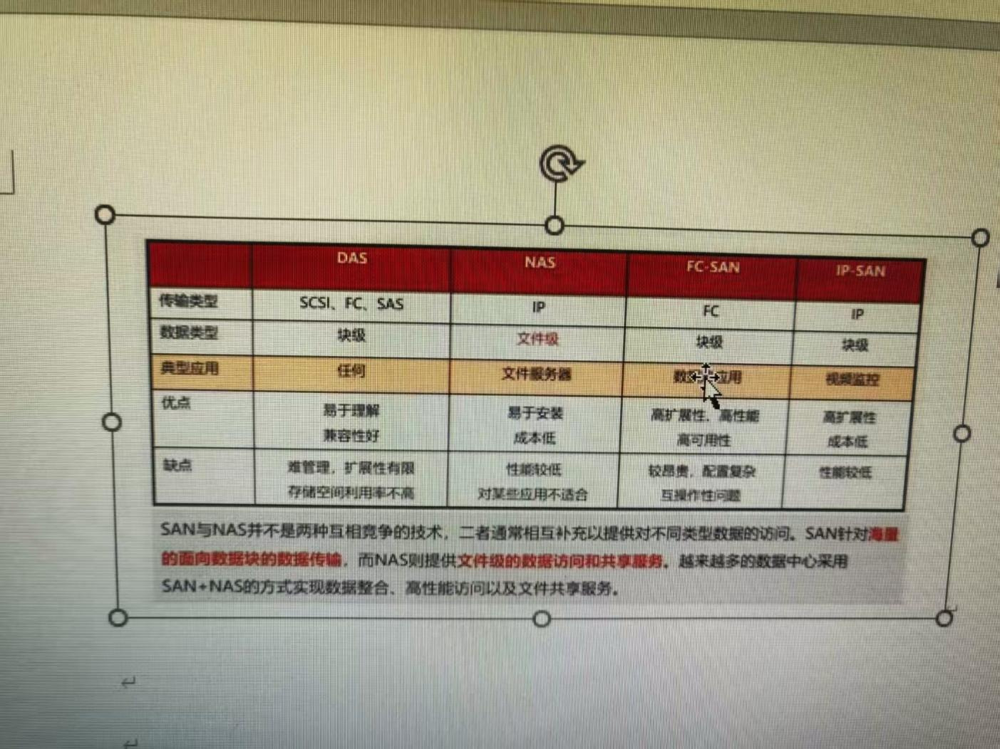 DAS NAS FC-SAN IP-SAN
传输类型 SCSI、FC、SAS IP FC IP
数据类型 块级 文件级 块级 块级
典型应用 任何 文件服务器 应用 视频监控
优点 易于理解 易于安装 高扩展性、高性能 高扩展性
兼容性好 成本低 高可用性 成本低
缺点 难管理，扩展性有限 性能较低 较昂贵，配置复杂 性能较低
存储空间利用率不高 对某些应用不适合 互操作性问题
SAN与NAS并不是两种互相竞争的技术，二者通常相互补充以提供对不同类型数据的访问。SAN针对海量
的面向数据块的数据传输，而NAS则提供文件级的数据访问和共享服务。越来越多的数据中心采用
SAN+NAS的方式实现数据整合、高性能访问以及文件共享服务。